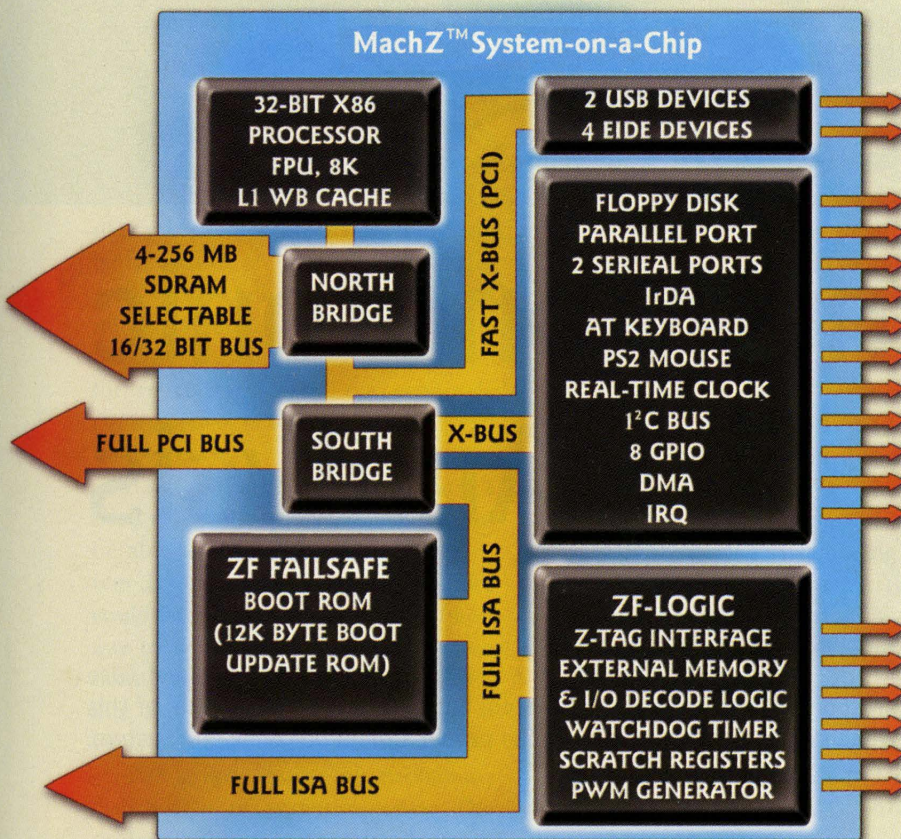 MachZ™ System-on-a-Chip
32-BIT X86
PROCESSOR
FPU, 8K
L1 WB CACHE
2 USB DEVICES
4 EIDE DEVICES
FAST X-BUS (PCI)
4-256 MB
SDRAM
SELECTABLE
16/32 BIT BUS
NORTH
BRIDGE
FLOPPY DISK
PARALLEL PORT
2 SERIEAL PORTS
IrDA
AT KEYBOARD
PS2 MOUSE
REAL-TIME CLOCK
I²C BUS
8 GPIO
DMA
IRQ
FULL PCI BUS
SOUTH
BRIDGE
X-BUS
ZF FAILSAFE
BOOT ROM
(12K BYTE BOOT
UPDATE ROM)
FULL ISA BUS
ZF-LOGIC
Z-TAG INTERFACE
EXTERNAL MEMORY
& I/O DECODE LOGIC
WATCHDOG TIMER
SCRATCH REGISTERS
PWM GENERATOR
FULL ISA BUS